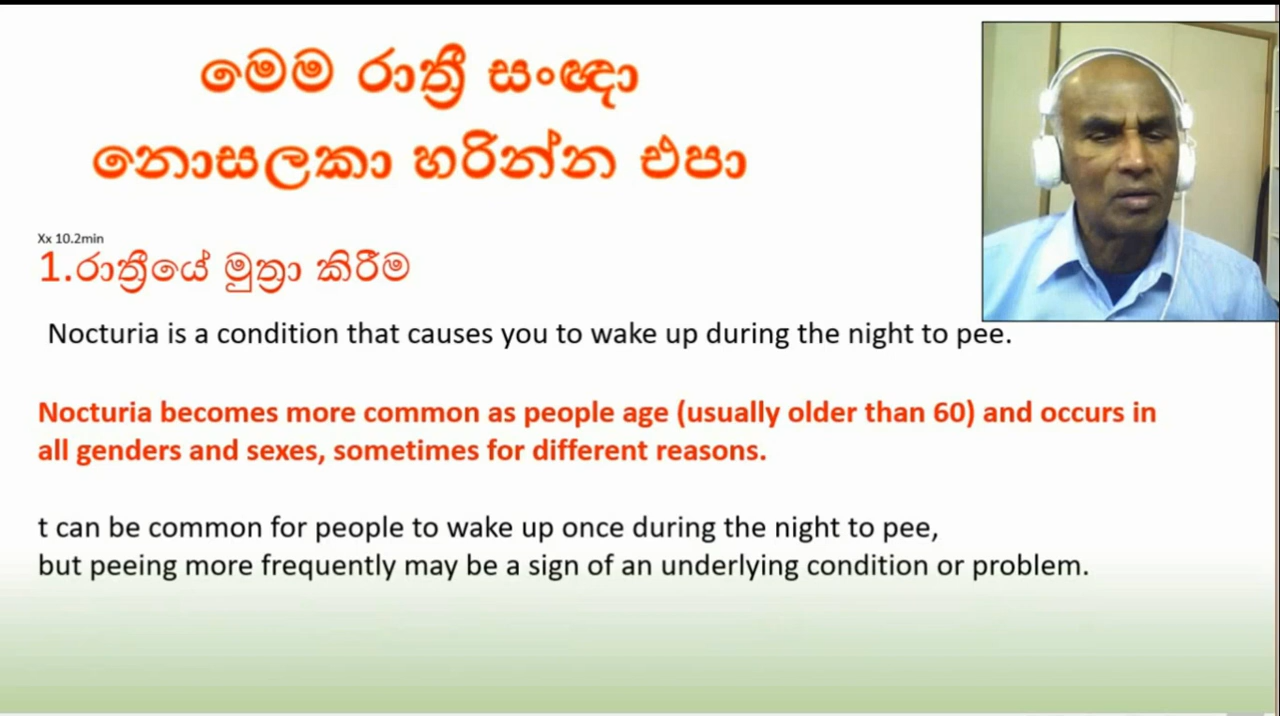 මෙම රාත්‍රී සංඥා
නොසලකා හරින්න එපා
Xx 10.2min
1.රාත්‍රීයේ මුත්‍රා කිරීම
Nocturia is a condition that causes you to wake up during the night to pee.
Nocturia becomes more common as people age (usually older than 60) and occurs in
all genders and sexes, sometimes for different reasons.
t can be common for people to wake up once during the night to pee,
but peeing more frequently may be a sign of an underlying condition or problem.